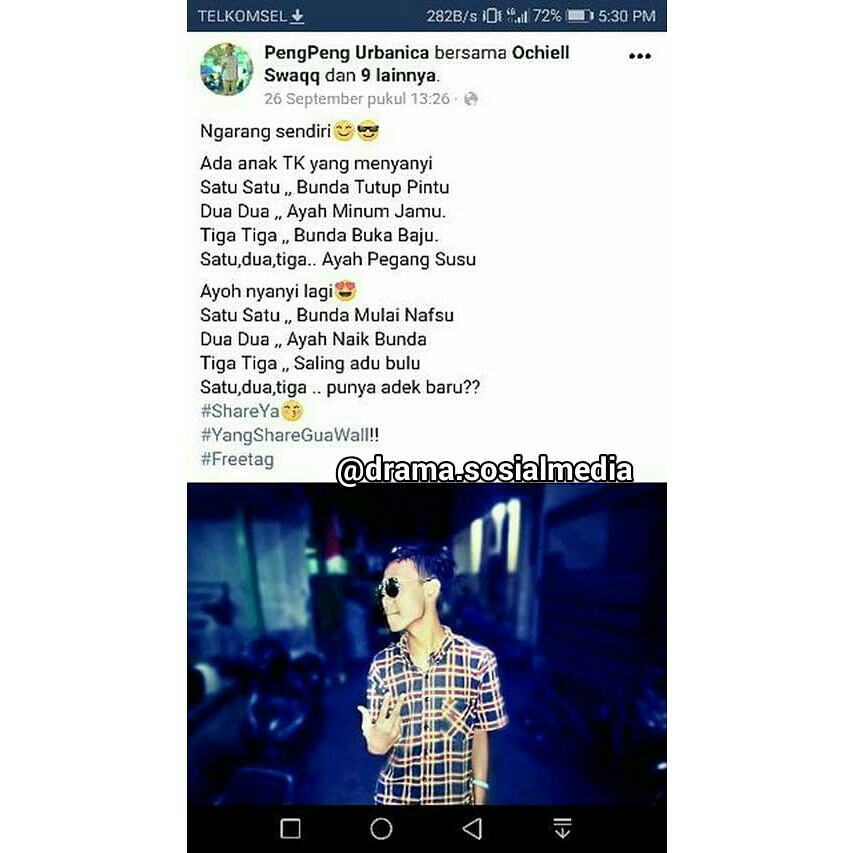 TELKOMSEL 282B/s 4G 72% 5:30 PM
PengPeng Urbanica bersama Ochiell
Swaqq dan 9 lainnya.
26 September pukul 13:26 ·
Ngarang sendiri😊😎
Ada anak TK yang menyanyi
Satu Satu ,, Bunda Tutup Pintu
Dua Dua ,, Ayah Minum Jamu.
Tiga Tiga ,, Bunda Buka Baju.
Satu,dua,tiga.. Ayah Pegang Susu
Ayoh nyanyi lagi😍
Satu Satu ,, Bunda Mulai Nafsu
Dua Dua ,, Ayah Naik Bunda
Tiga Tiga ,, Saling adu bulu
Satu,dua,tiga .. punya adek baru??
#ShareYa😙
#YangShareGuaWall!!
#Freetag
@drama.sosialmedia